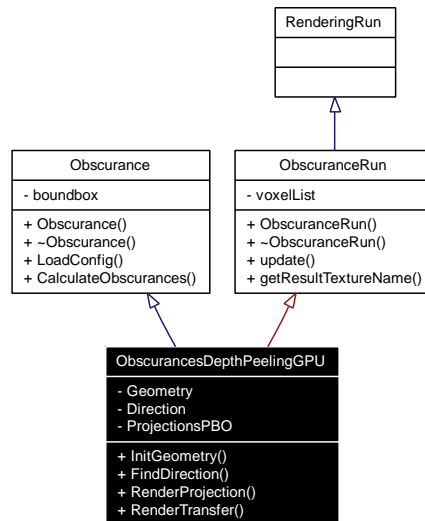 RenderingRun
Obscurance
- boundbox
+ Obscurance()
+ ~Obscurance()
+ LoadConfig()
+ CalculateObscurances()
ObscuranceRun
- voxelList
+ ObscuranceRun()
+ ~ObscuranceRun()
+ update()
+ getResultTextureName()
ObscurancesDepthPeelingGPU
- Geometry
- Direction
- ProjectionsPBO
+ InitGeometry()
+ FindDirection()
+ RenderProjection()
+ RenderTransfer()